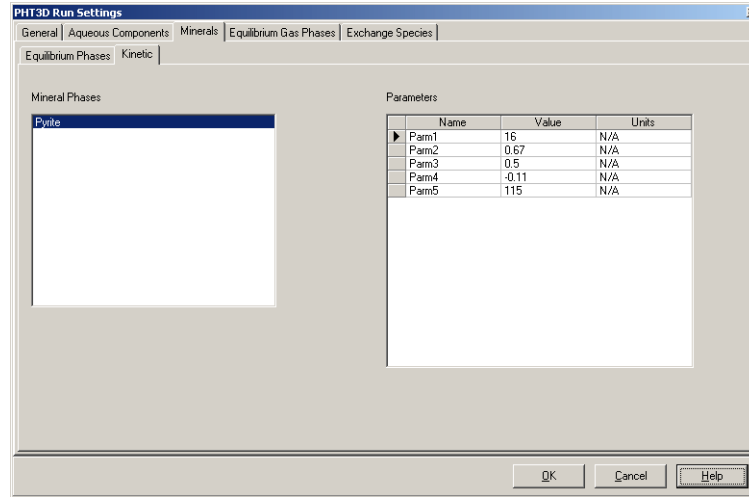 PHT3D Run Settings
General Aqueous Components Minerals Equilibrium Gas Phases Exchange Species
Equilibrium Phases Kinetic
Mineral Phases Parameters
Pyrite
Name Value Units
Parm1 16 N/A
Parm2 0.67 N/A
Parm3 0.5 N/A
Parm4 -0.11 N/A
Parm5 115 N/A
OK Cancel Help